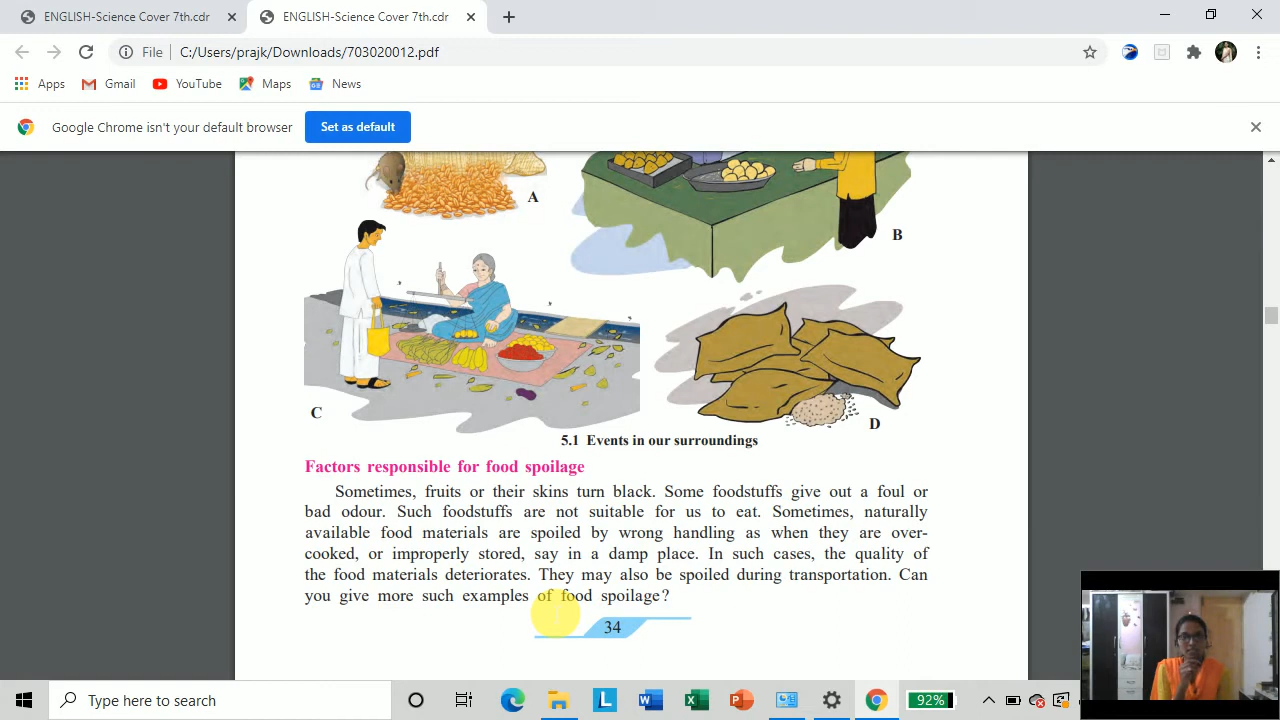 ENGLISH-Science Cover 7th.cdr
ENGLISH-Science Cover 7th.cdr
File
C:/Users/prajk/Downloads/703020012.pdf
Apps
Gmail
YouTube
Maps
News
Google Chrome isn't your default browser
Set as default
A
B
C
D
5.1 Events in our surroundings
Factors responsible for food spoilage
Sometimes, fruits or their skins turn black. Some foodstuffs give out a foul or
bad odour. Such foodstuffs are not suitable for us to eat. Sometimes, naturally
available food materials are spoiled by wrong handling as when they are over-
cooked, or improperly stored, say in a damp place. In such cases, the quality of
the food materials deteriorates. They may also be spoiled during transportation. Can
you give more such examples of food spoilage?
34
Type here to search
92%